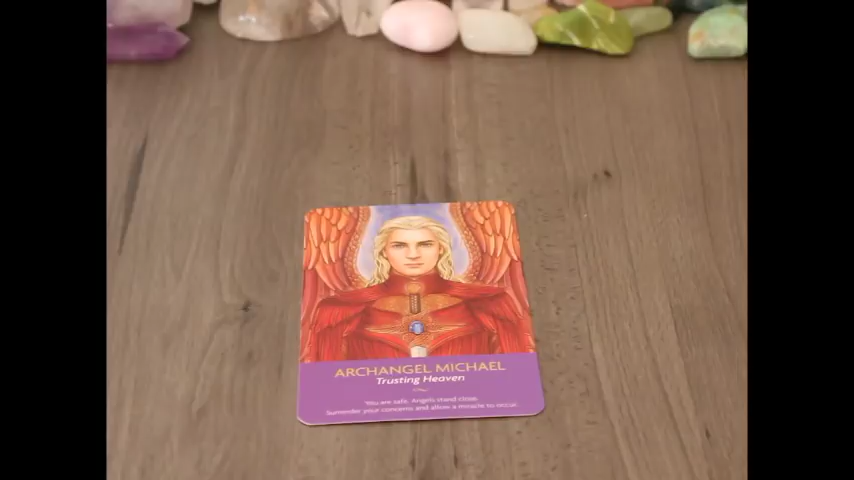 ARCHANGEL MICHAEL
Trusting Heaven
You are safe. Angels stand close.
Surrender your concerns and allow a miracle to occur.